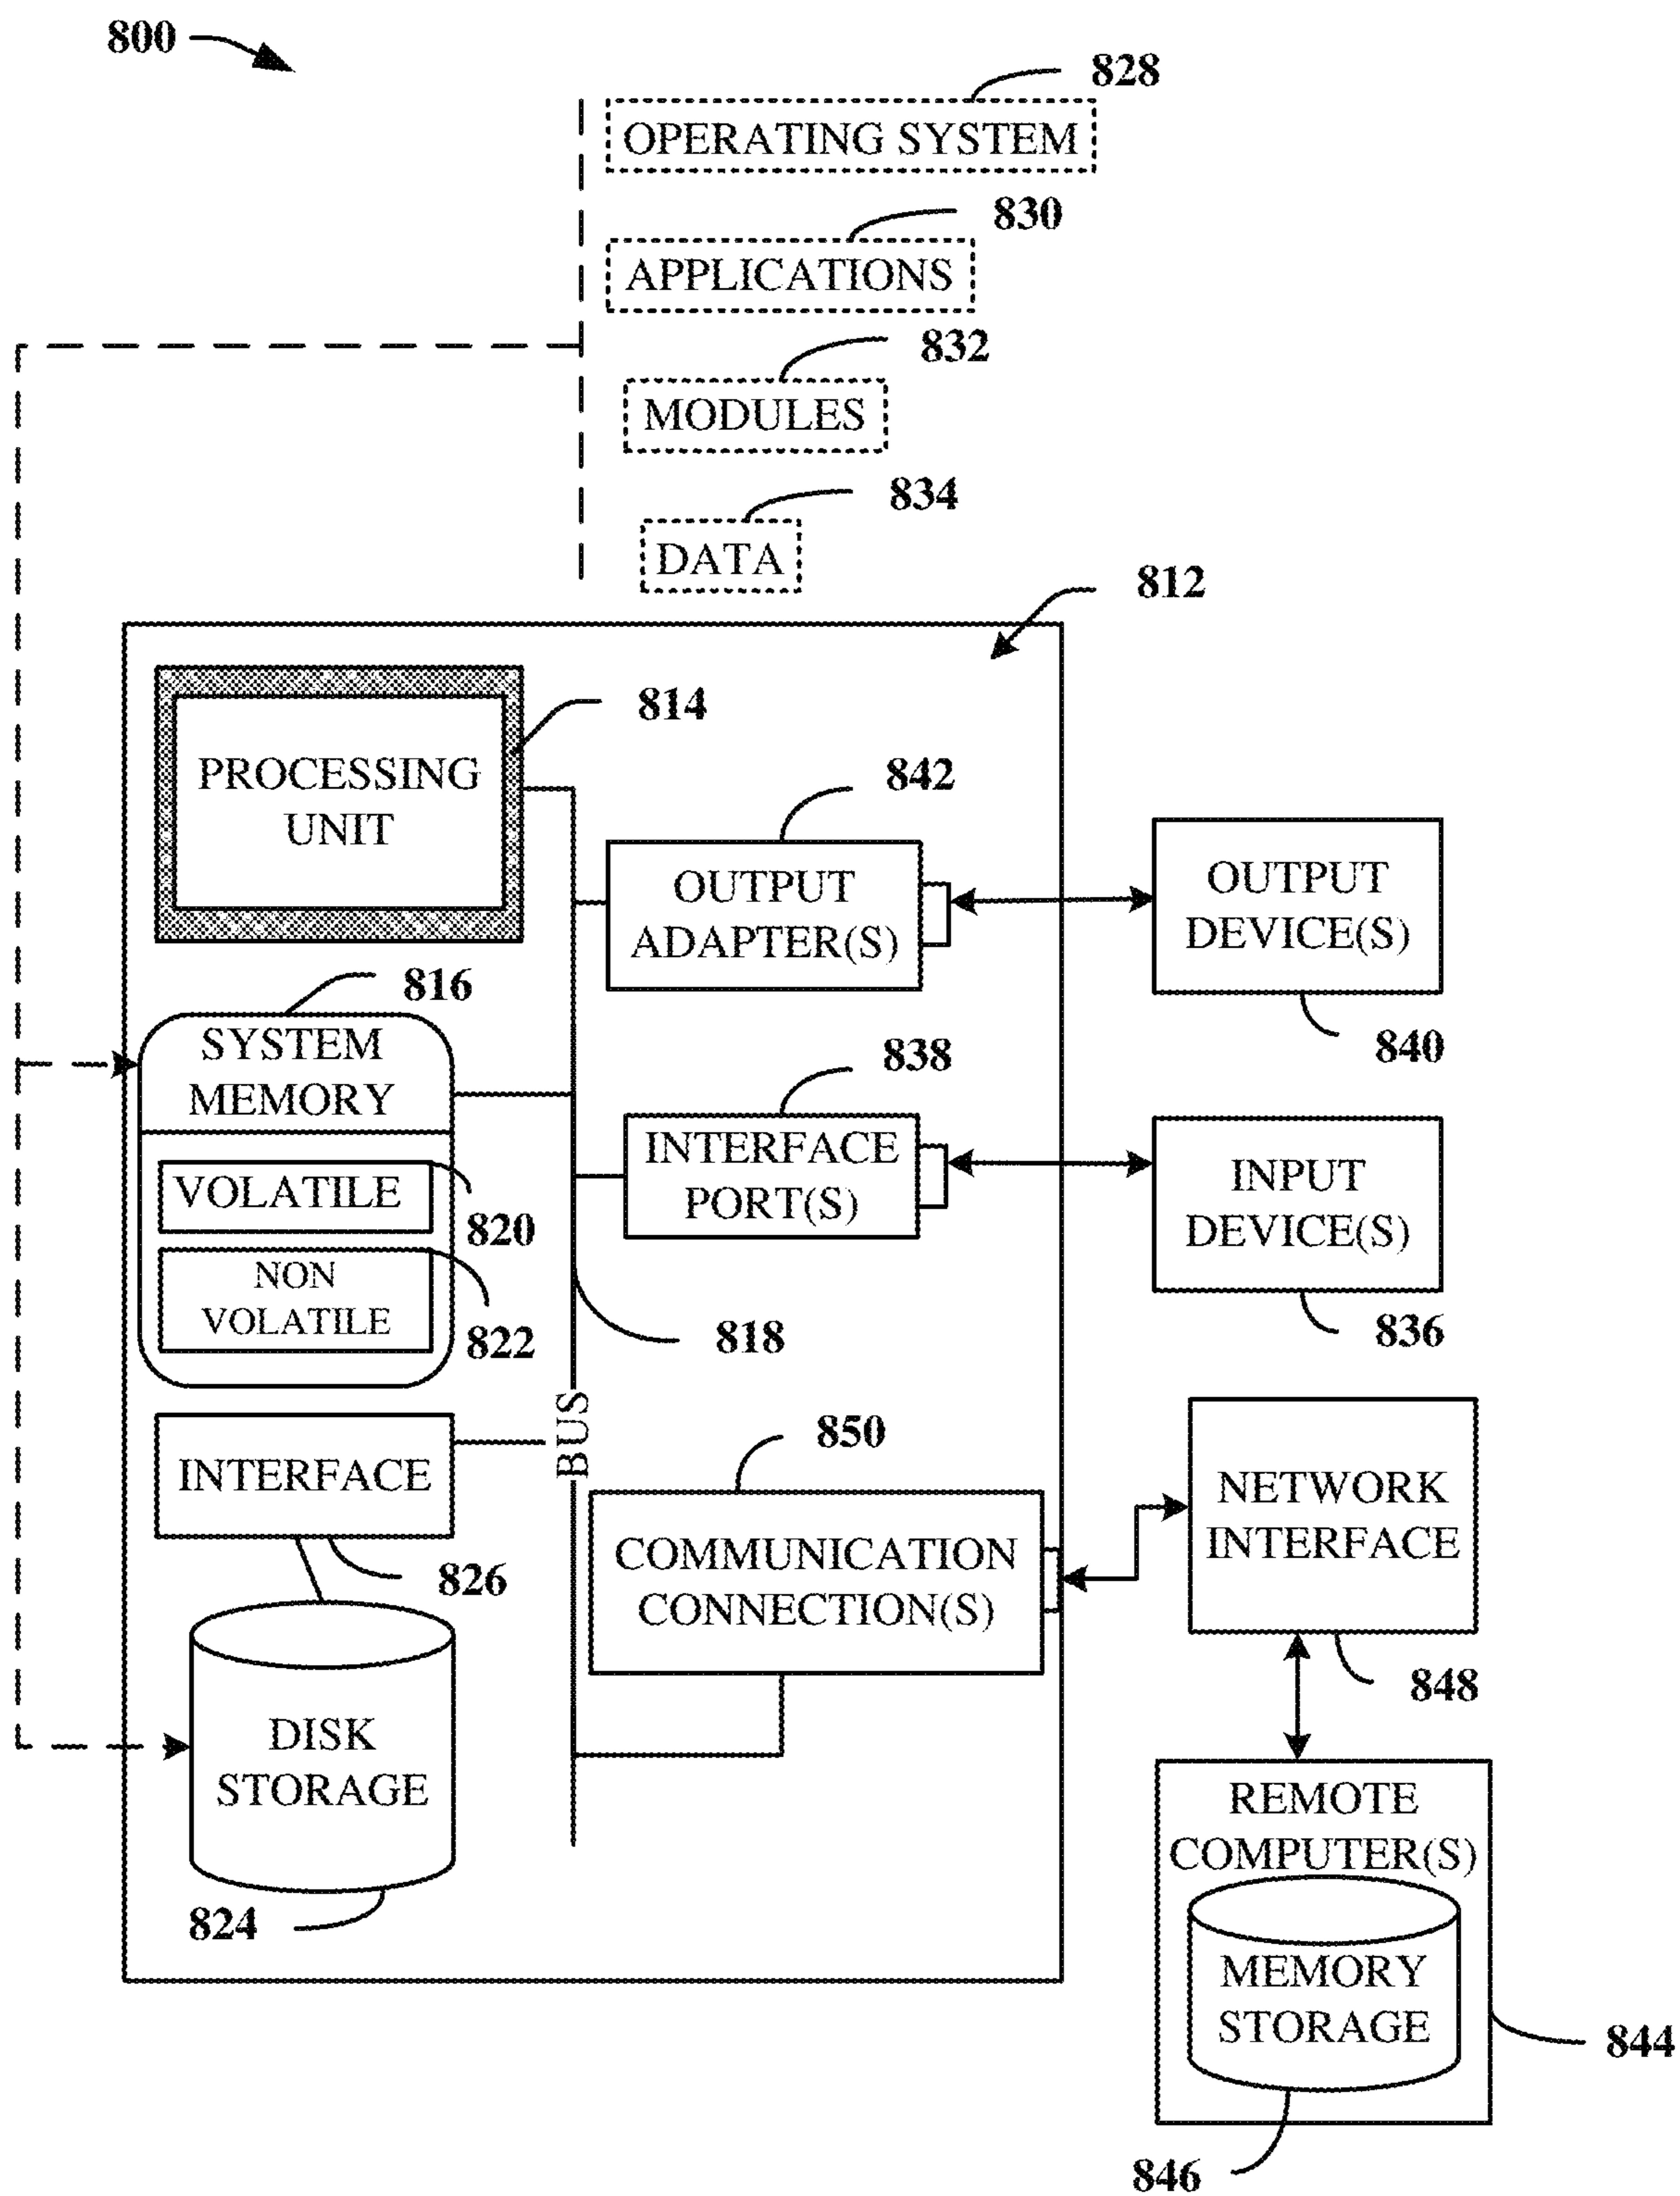 800
828
OPERATING SYSTEM
830
APPLICATIONS
832
MODULES
834
DATA
812
814
PROCESSING
UNIT
842
OUTPUT
ADAPTER(S)
OUTPUT
DEVICE(S)
840
816
SYSTEM
MEMORY
838
INTERFACE
PORT(S)
INPUT
DEVICE(S)
836
VOLATILE
820
NON
VOLATILE
822
818
BUS
INTERFACE
826
850
COMMUNICATION
CONNECTION(S)
NETWORK
INTERFACE
848
DISK
STORAGE
824
REMOTE
COMPUTER(S)
MEMORY
STORAGE
844
846